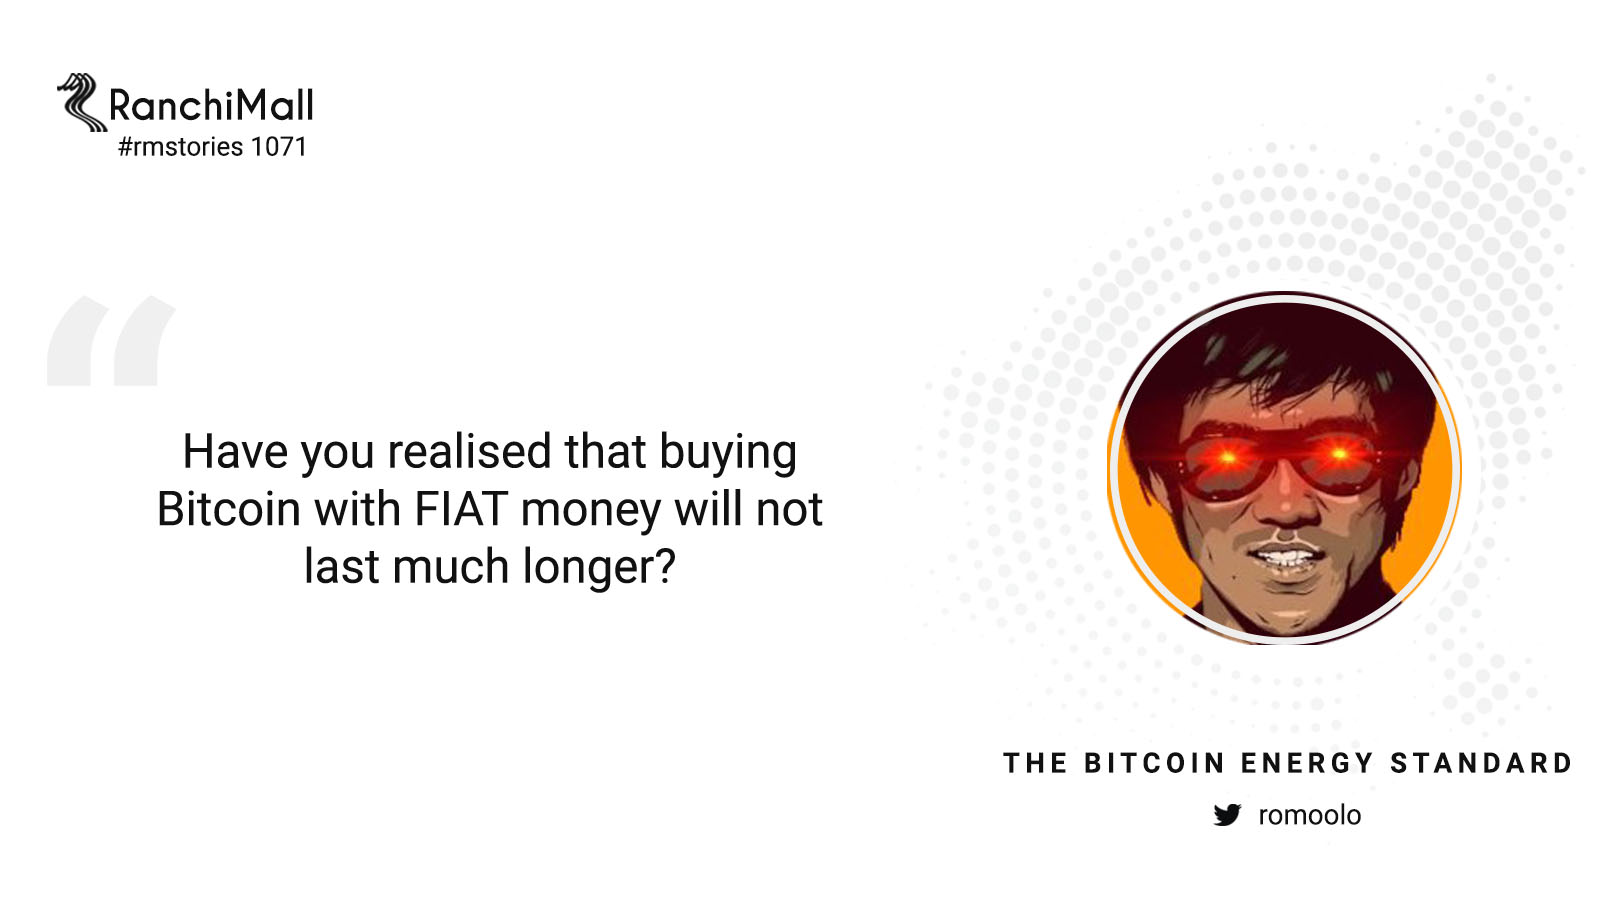 RanchiMall
#rmstories 1071
“
Have you realised that buying
Bitcoin with FIAT money will not
last much longer?
THE BITCOIN ENERGY STANDARD
romoolo